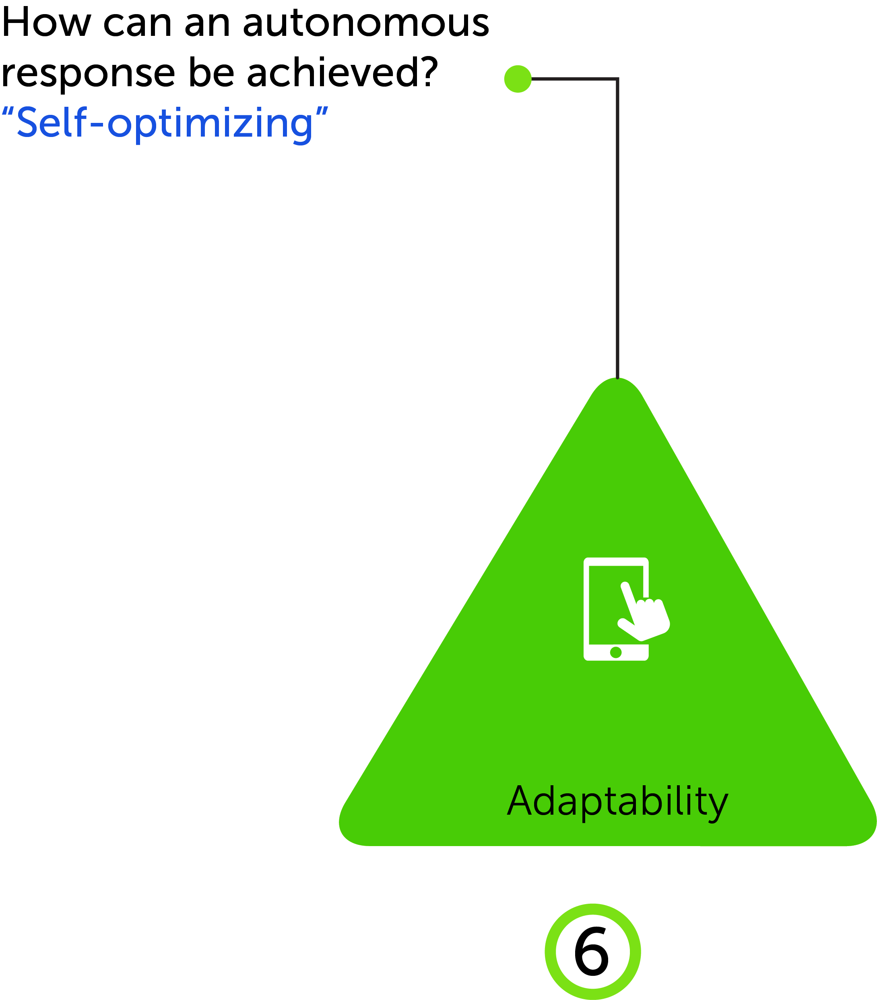 How can an autonomous
response be achieved?
“Self-optimizing”
Adaptability
6